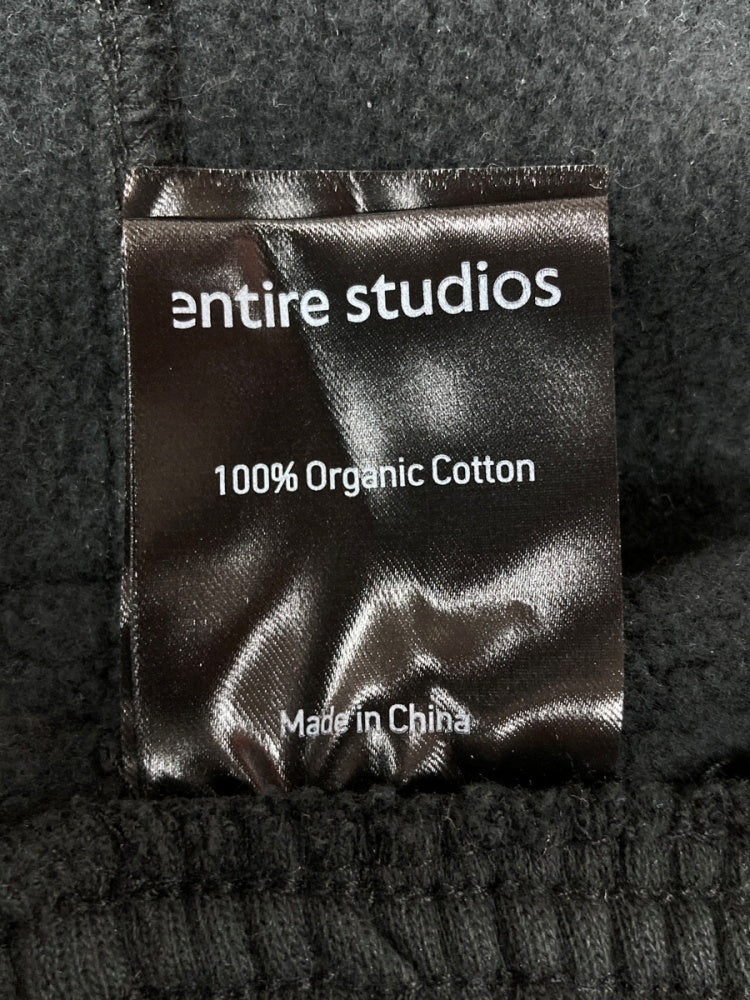 entire studios
100% Organic Cotton
Made in China